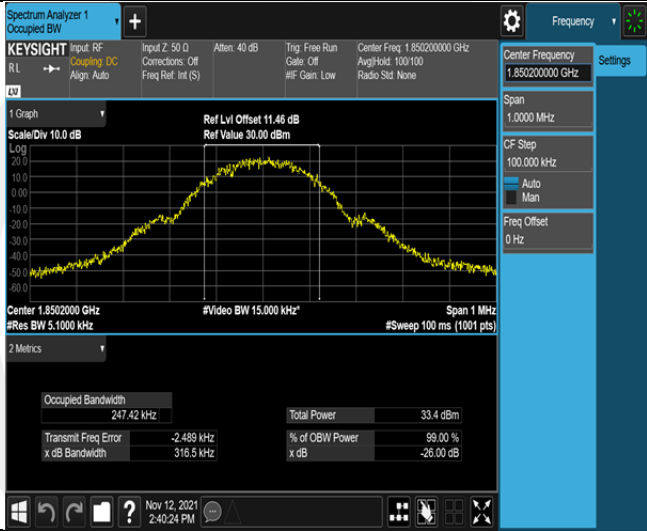 Spectrum Analyzer 1
Occupied BW
Frequency
KEYSIGHT
Input: RF
Coupling: DC
Align: Auto
Input Z: 50 Ω
Corrections: Off
Freq Ref: Int (S)
Atten: 40 dB
Trig: Free Run
Gate: Off
#IF Gain: Low
Center Freq: 1.850200000 GHz
Avg|Hold: 100/100
Radio Std: None
RL
LXI
Center Frequency
1.850200000 GHz
Settings
Span
1.0000 MHz
CF Step
100.000 kHz
Auto
Man
Freq Offset
0 Hz
1 Graph
Scale/Div 10.0 dB
Ref Lvl Offset 11.46 dB
Ref Value 30.00 dBm
Log
20.0
10.0
0.00
-10.0
-20.0
-30.0
-40.0
-50.0
-60.0
Center 1.8502000 GHz
#Video BW 15.000 kHz*
Span 1 MHz
#Res BW 5.1000 kHz
#Sweep 100 ms (1001 pts)
2 Metrics
Occupied Bandwidth
247.42 kHz
Total Power 33.4 dBm
Transmit Freq Error -2.489 kHz
% of OBW Power 99.00 %
x dB Bandwidth 316.5 kHz
x dB -26.00 dB
Nov 12, 2021
2:40:24 PM